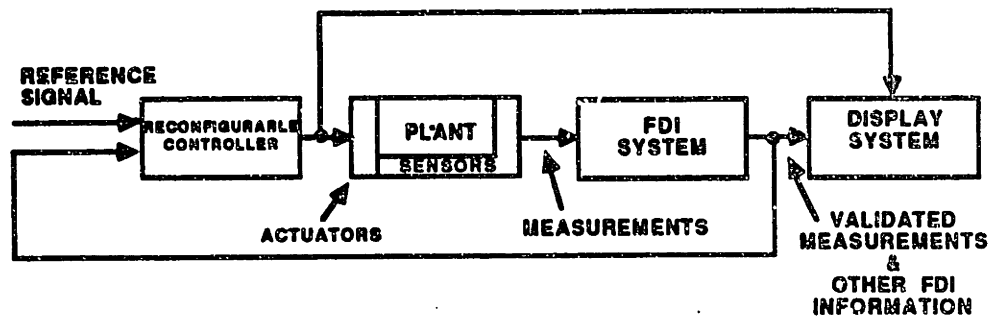 REFERENCE
SIGNAL
RECONFIGURABLE
CONTROLLER
PLANT
SENSORS
FDI
SYSTEM
DISPLAY
SYSTEM
ACTUATORS
MEASUREMENTS
VALIDATED
MEASUREMENTS
&
OTHER FDI
INFORMATION